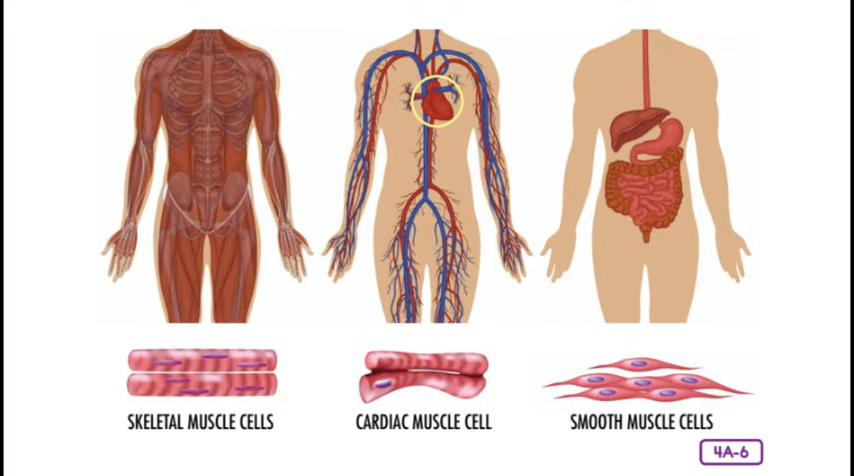 SKELETAL MUSCLE CELLS
CARDIAC MUSCLE CELL
SMOOTH MUSCLE CELLS
4A-6